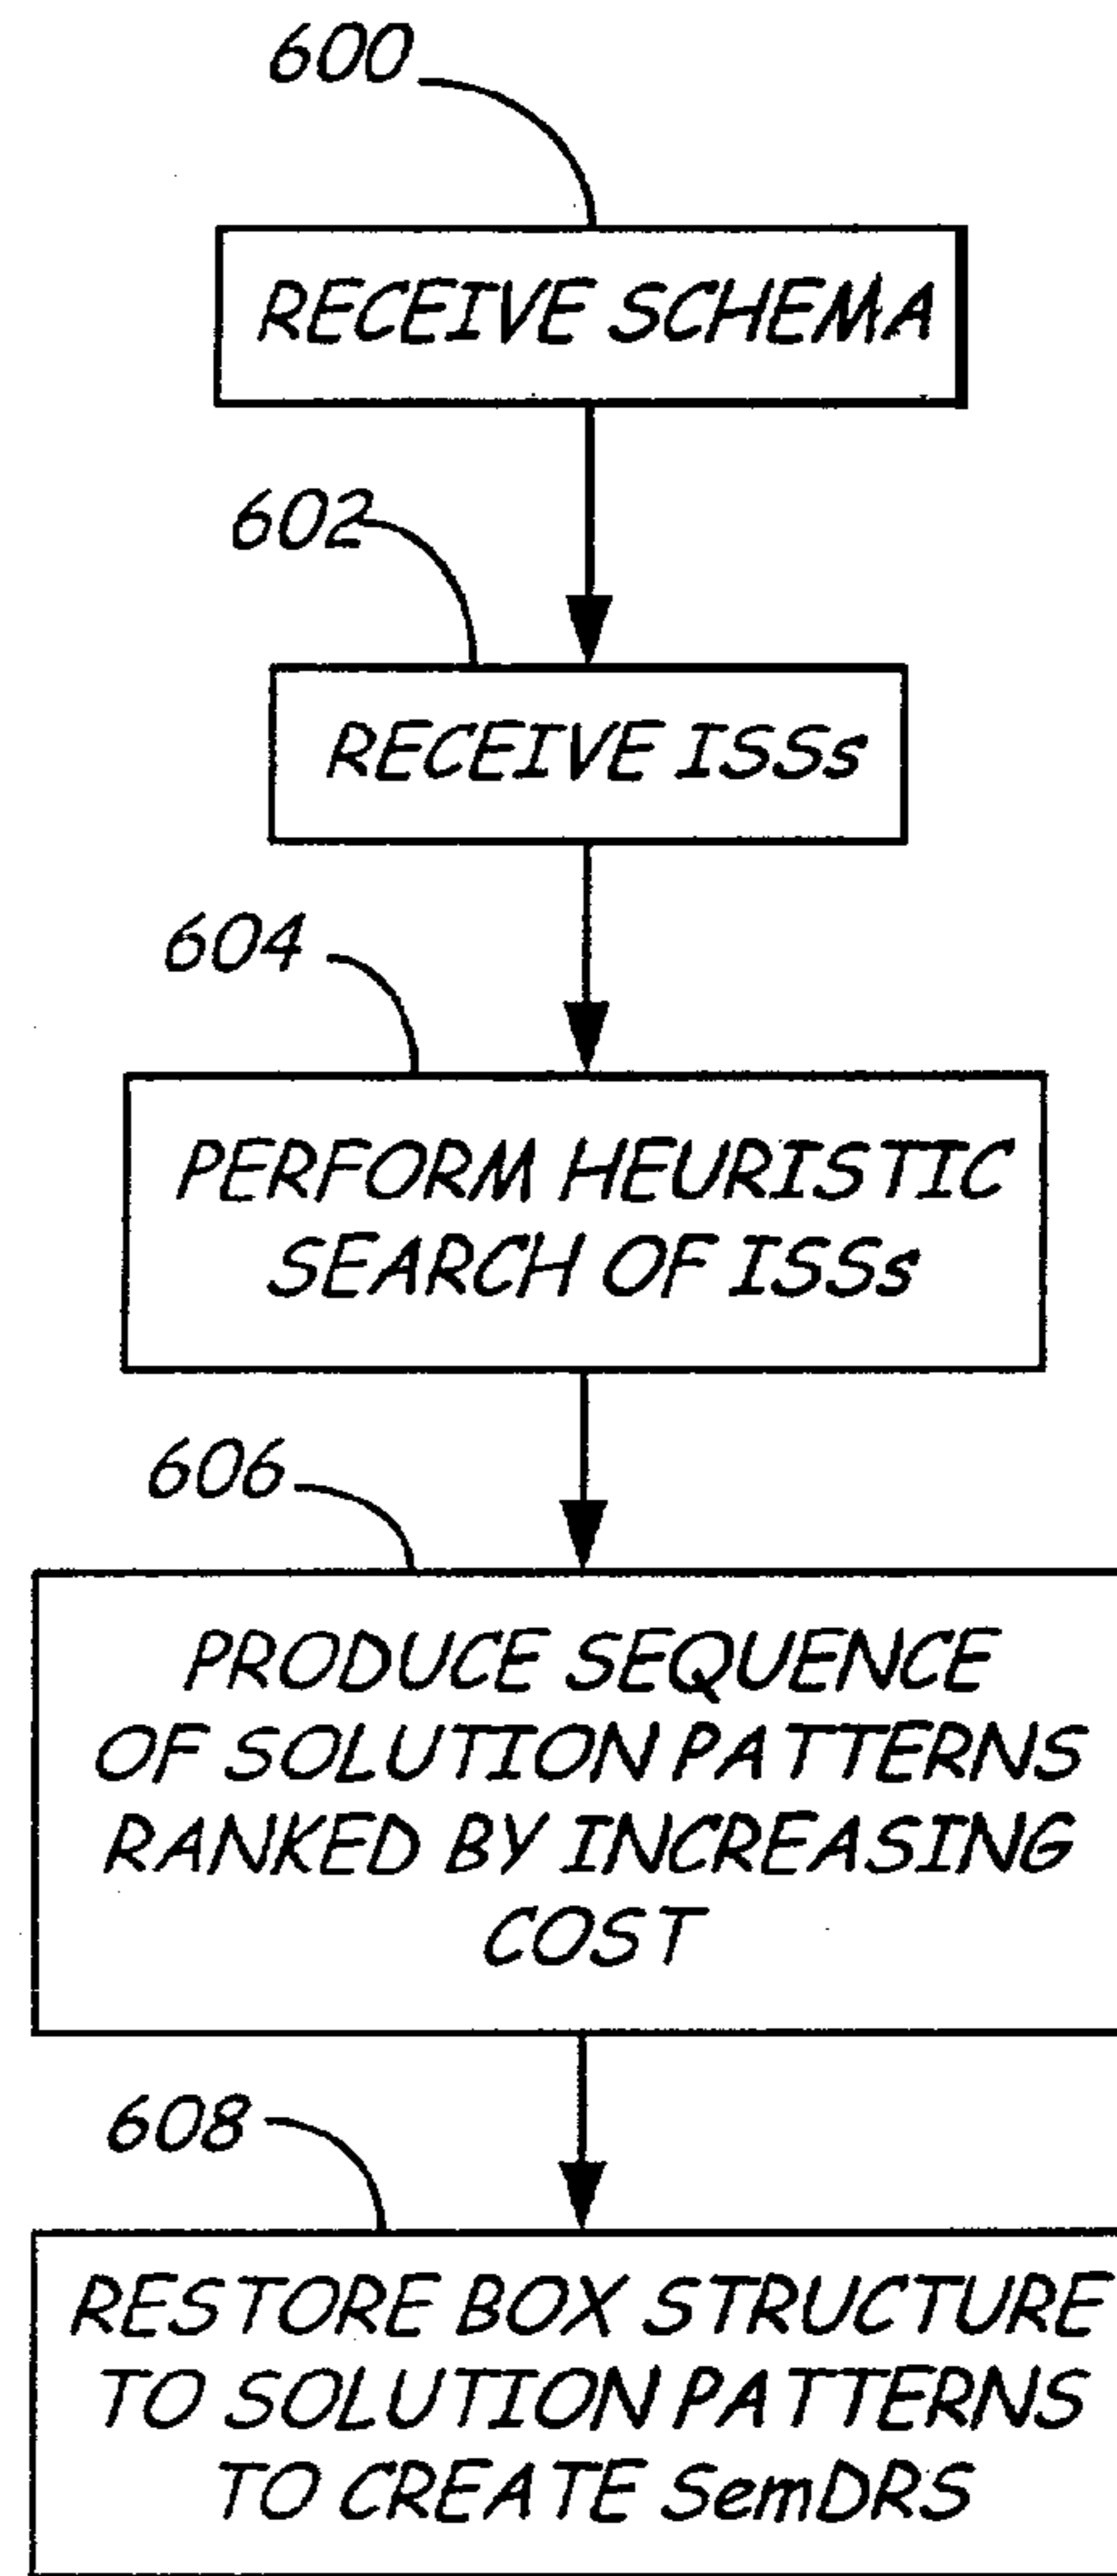 600
RECEIVE SCHEMA
602
RECEIVE ISSs
604
PERFORM HEURISTIC
SEARCH OF ISSs
606
PRODUCE SEQUENCE
OF SOLUTION PATTERNS
RANKED BY INCREASING
COST
608
RESTORE BOX STRUCTURE
TO SOLUTION PATTERNS
TO CREATE SemDRS